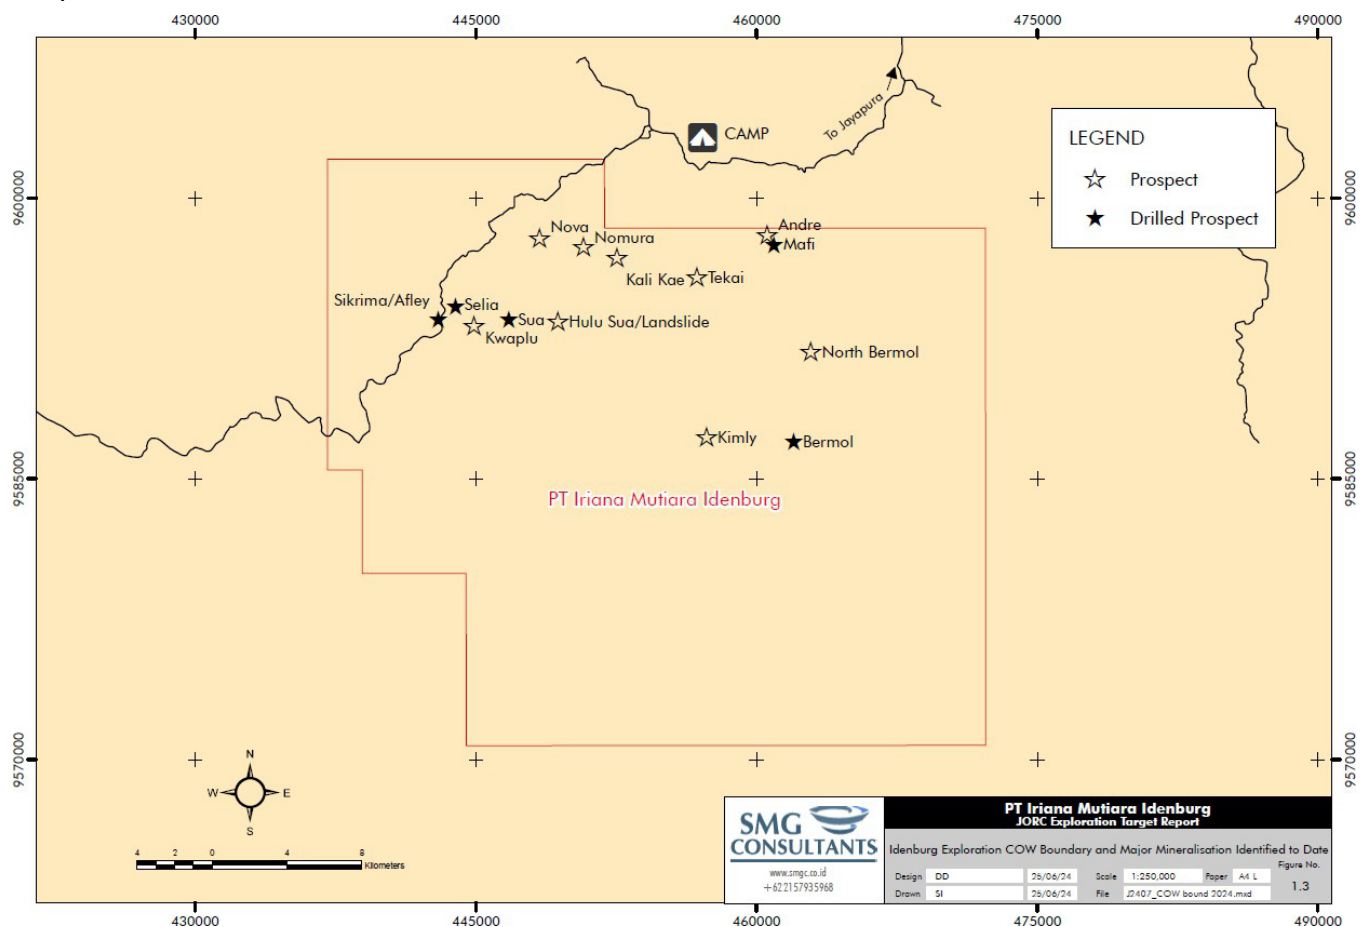 430000
445000
460000
475000
490000
To Jayapura
CAMP
LEGEND
Prospect
Drilled Prospect
9600000
9600000
Andre
Nova
Nomura
Mafi
Kali Kae
Tekai
Sikrima/Afley
Selia
Sua
Hulu Sua/Landslide
Kwaplu
North Bermol
Kimly
Bermol
9585000
9585000
PT Iriana Mutiara Idenburg
9570000
9570000
N
W
E
S
4 2 0 4 8
Kilometers
SMG
CONSULTANTS
www.smgc.co.id
+622157935968
PT Iriana Mutiara Idenburg
JORC Exploration Target Report
Idenburg Exploration COW Boundary and Major Mineralisation Identified to Date
Design DD 25/06/24 Scale 1:250,000 Paper A4 L
Figure No.
1.3
Drawn SI 25/06/24 File J2407_COW bound 2024.mxd
430000
445000
460000
475000
490000